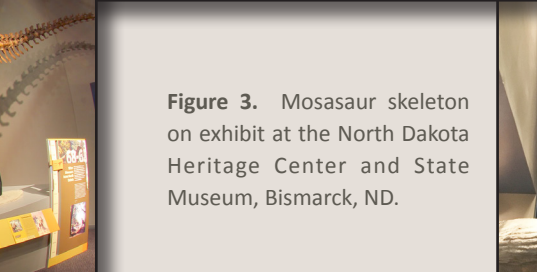 Figure 3. Mosasaur skeleton
on exhibit at the North Dakota
Heritage Center and State
Museum, Bismarck, ND.